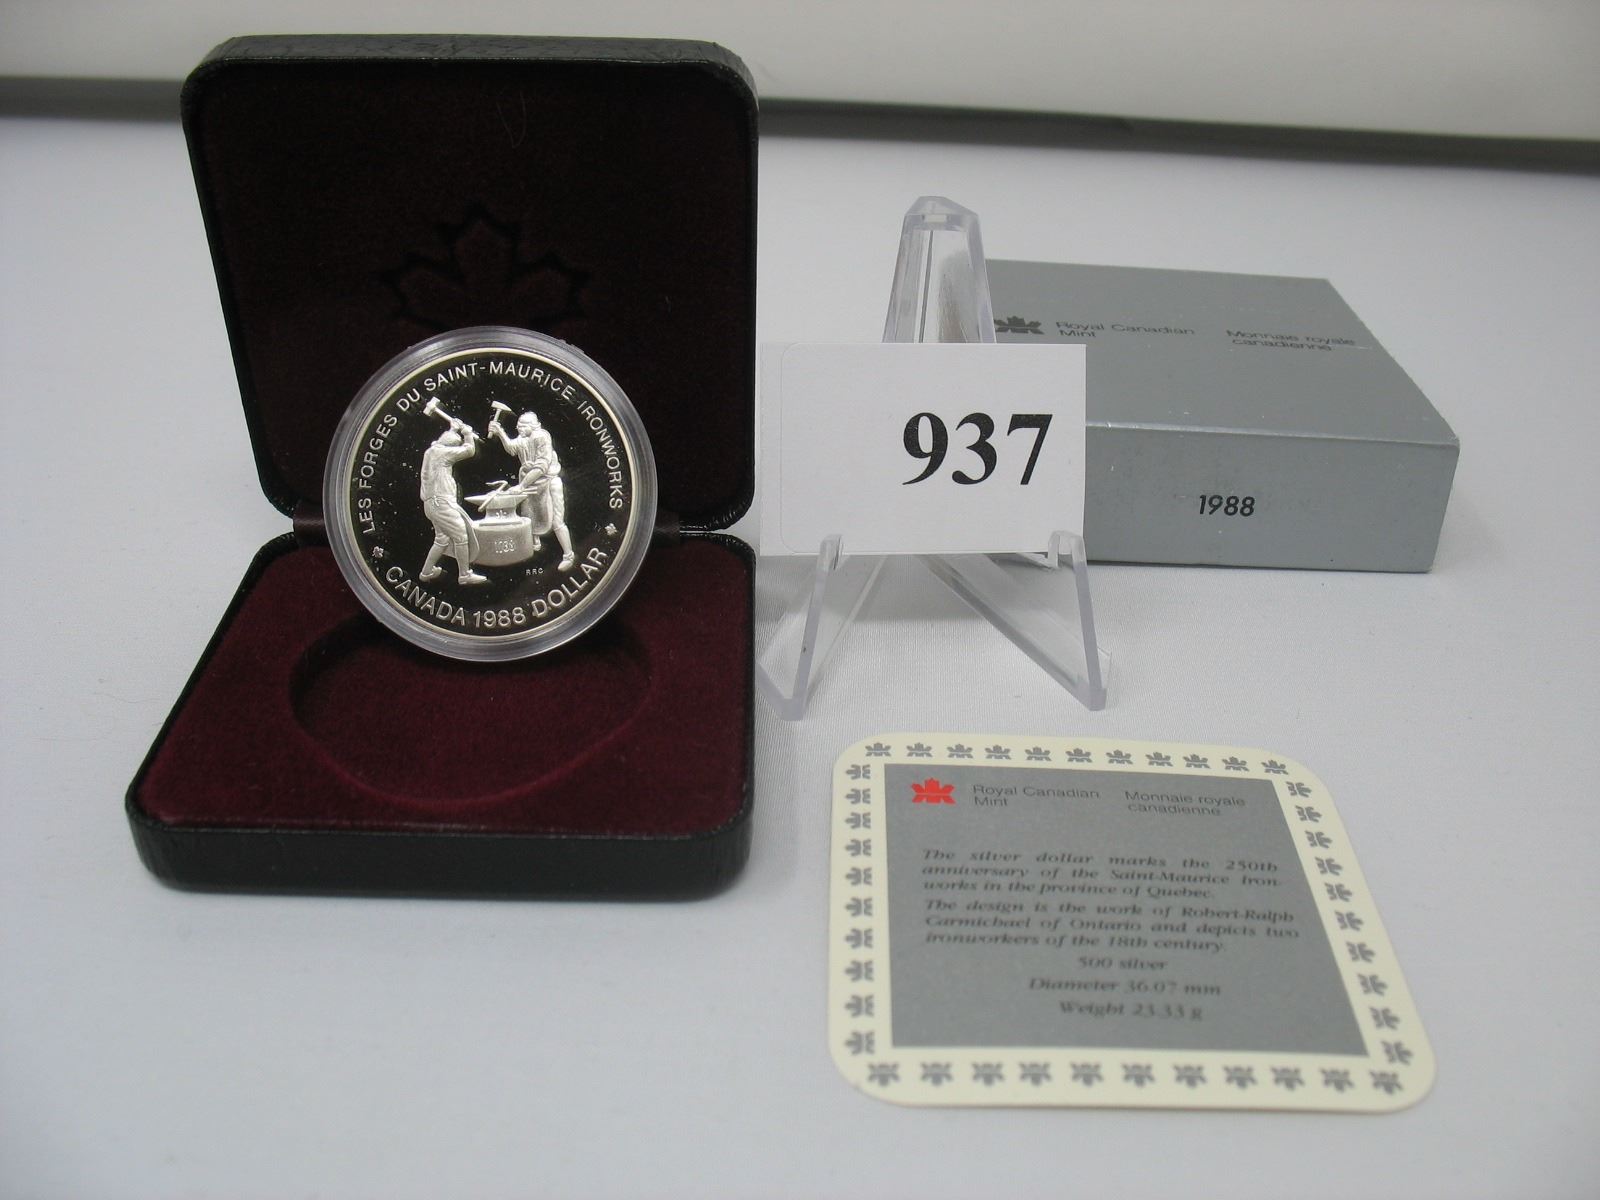 LES FORGES DU SAINT-MAURICE IRONWORKS
1738
RRC
CANADA 1988 DOLLAR
937
Royal Canadian Mint
Monnaie royale canadienne
1988
Royal Canadian
Mint
Monnaie royale
canadienne
The silver dollar marks the 250th
anniversary of the Saint-Maurice Iron-
works in the province of Quebec.
The design is the work of Robert-Ralph
Carmichael of Ontario and depicts two
ironworkers of the 18th century.
500 silver
Diameter 36.07 mm
Weight 23.33 g